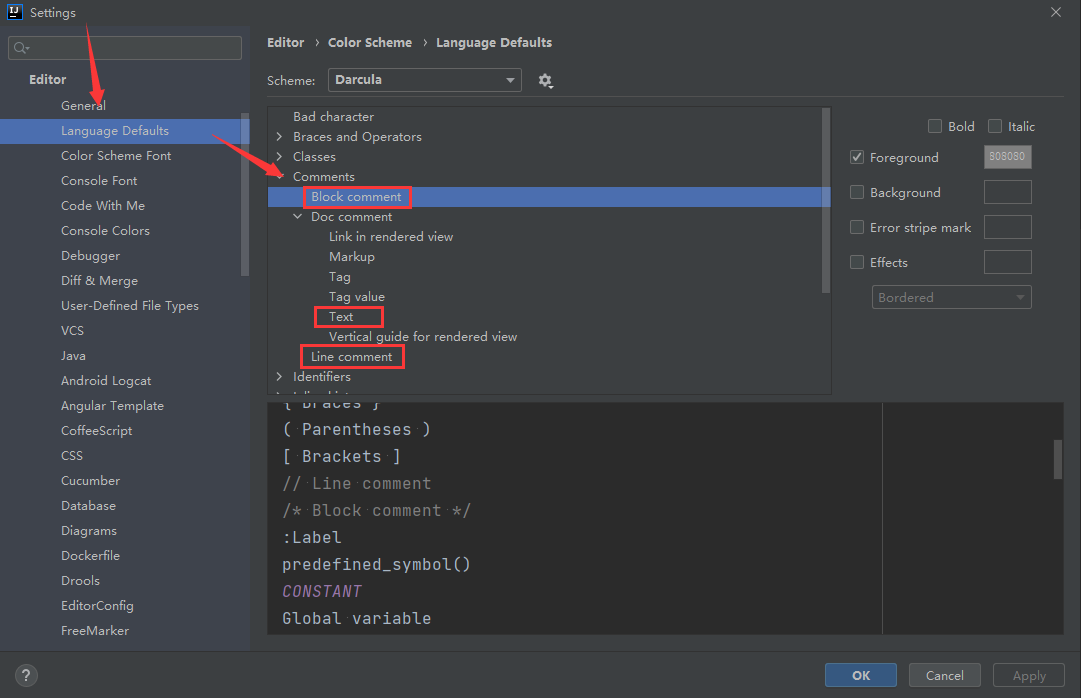 IJ Settings
Editor › Color Scheme › Language Defaults
Scheme: Darcula
Editor
General
Language Defaults
Color Scheme Font
Console Font
Code With Me
Console Colors
Debugger
Diff & Merge
User-Defined File Types
VCS
Java
Android Logcat
Angular Template
CoffeeScript
CSS
Cucumber
Database
Diagrams
Dockerfile
Drools
EditorConfig
FreeMarker
Bad character
Braces and Operators
Classes
Comments
Block comment
Doc comment
Link in rendered view
Markup
Tag
Tag value
Text
Vertical guide for rendered view
Line comment
Identifiers
Bold Italic
Foreground 808080
Background
Error stripe mark
Effects
Bordered
{ Braces }
( Parentheses )
[ Brackets ]
// Line comment
/* Block comment */
:Label
predefined_symbol()
CONSTANT
Global variable
? OK Cancel Apply